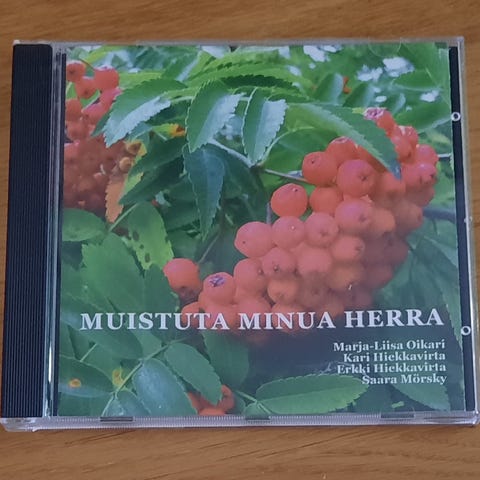 MUISTUTA MINUA HERRA
Marja-Liisa Oikari
Kari Hiekkavirta
Erkki Hiekkavirta
Saara Mörsky